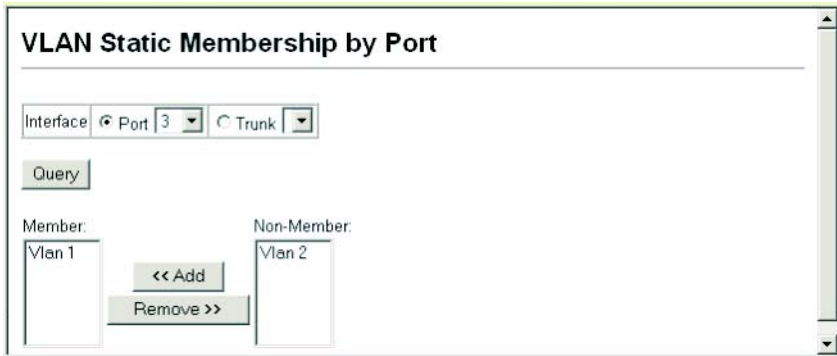 VLAN Static Membership by Port
Interface Port 3 Trunk
Query
Member: Non-Member:
Vlan 1 Vlan 2
<< Add
Remove >>